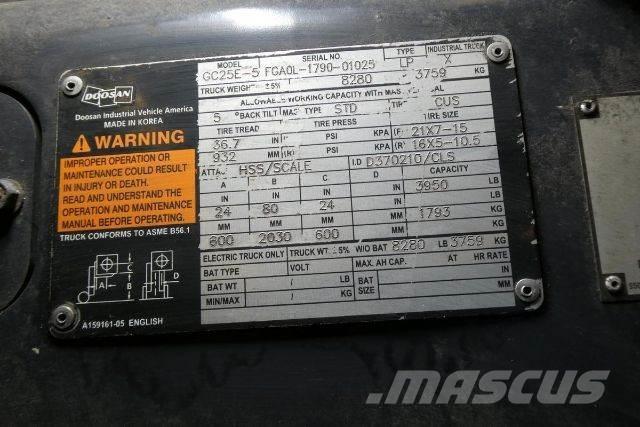 DOOSAN
Doosan Industrial Vehicle America
MADE IN KOREA
WARNING
IMPROPER OPERATION OR
MAINTENANCE COULD RESULT
IN INJURY OR DEATH.
READ AND UNDERSTAND THE
OPERATION AND MAINTENANCE
MANUAL BEFORE OPERATING.
TRUCK CONFORMS TO ASME B56.1
C
A
B
D
A159161-05 ENGLISH
MODEL SERIAL NO. TYPE INDUSTRIAL TRUCK
GC25E-5 FGA0L-1790-01025 LP X
TRUCK WEIGHT ±5% 8280 3759 KG
ALLOWABLE WORKING CAPACITY WITH
5 °BACK TILT TYPE STD CUS
TIRE TREAD TIRE PRESS TIRE SIZE
36.7 PSI KPA (F) 21X7-15
932 MM PSI KPA (R) 16X5-10.5
HSS/SCALE I.D D370210/CLS
A B C CAPACITY
IN IN IN 3950 LB
24 80 24
MM MM MM 1793 KG
600 2030 600
ELECTRIC TRUCK ONLY TRUCK WT. ±5% W/O BAT 8280 LB 3759 KG
BAT TYPE VOLT MAX. AH CAP. AT HR RATE
BAT WT / LB BAT SIZE IN
MIN/MAX / KG MM
MASCUS